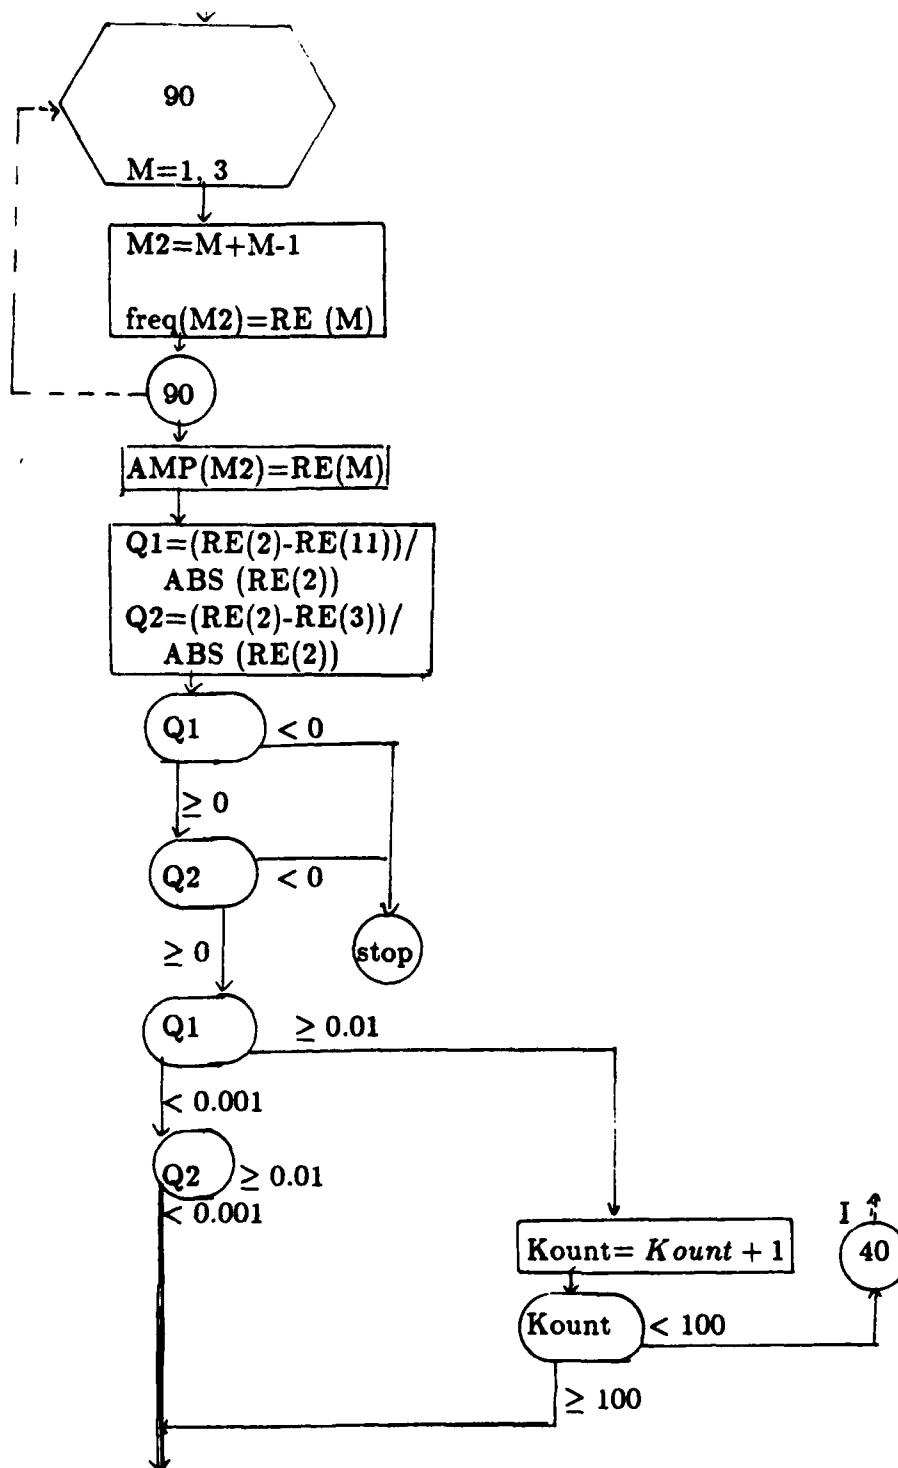 90
M=1, 3
M2=M+M-1
freq(M2)=RE (M)
90
AMP(M2)=RE(M)
Q1=(RE(2)-RE(11))/
ABS (RE(2))
Q2=(RE(2)-RE(3))/
ABS (RE(2))
Q1 < 0
≥ 0
Q2 < 0
≥ 0
stop
Q1 ≥ 0.01
< 0.001
Q2 ≥ 0.01
< 0.001
I
Kount= Kount + 1
40
Kount < 100
≥ 100